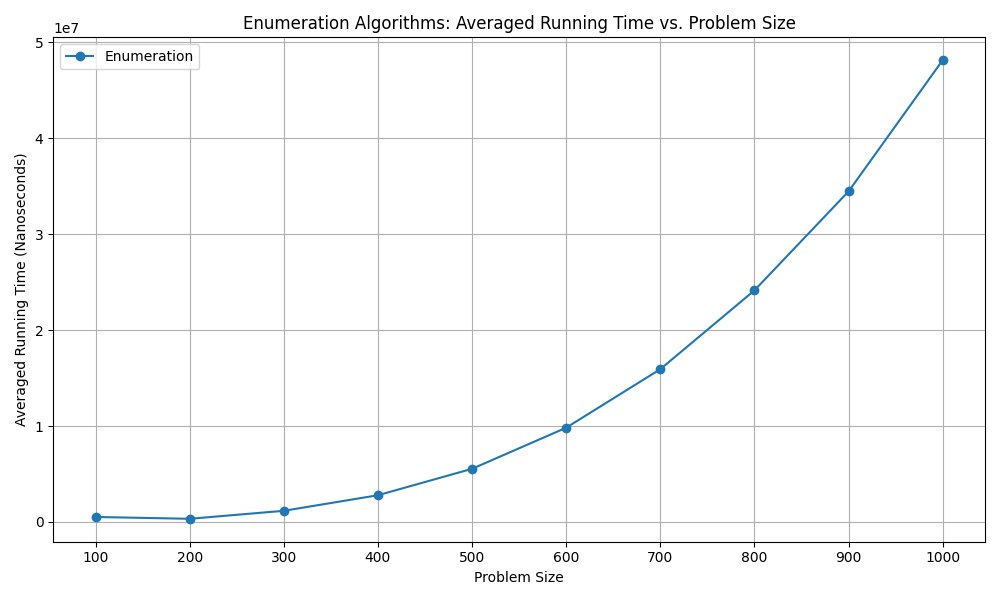 Enumeration Algorithms: Averaged Running Time vs. Problem Size
1e7
Enumeration
5
4
3
2
1
0
Averaged Running Time (Nanoseconds)
100 200 300 400 500 600 700 800 900 1000
Problem Size